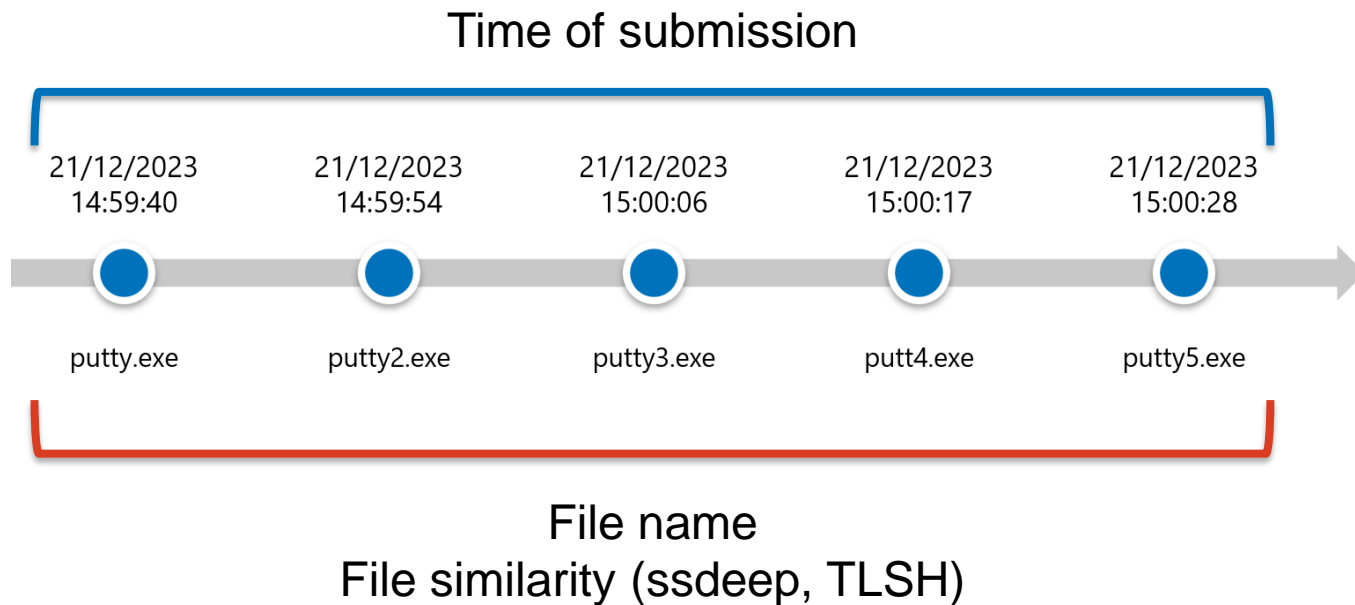 Time of submission
21/12/2023
14:59:40
21/12/2023
14:59:54
21/12/2023
15:00:06
21/12/2023
15:00:17
21/12/2023
15:00:28
putty.exe
putty2.exe
putty3.exe
putt4.exe
putty5.exe
File name
File similarity (ssdeep, TLSH)